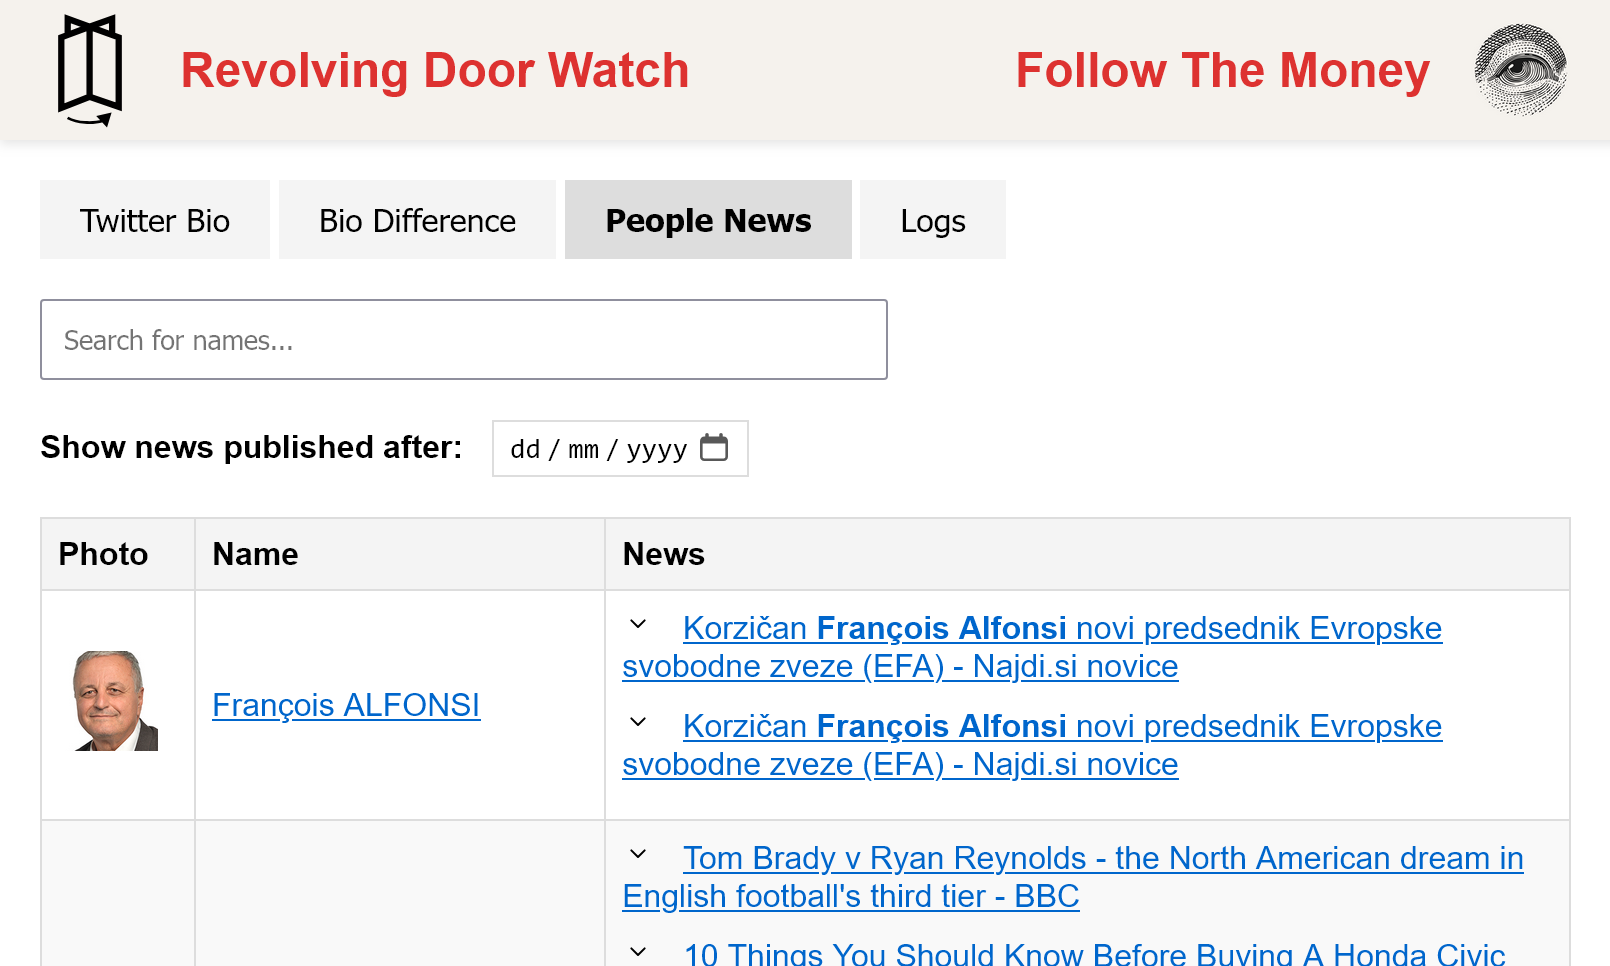 Revolving Door Watch
Follow The Money
Twitter Bio
Bio Difference
People News
Logs
Search for names...
Show news published after:
dd / mm / yyyy
Photo
Name
News
François ALFONSI
Korzičan François Alfonsi novi predsednik Evropske
svobodne zveze (EFA) - Najdi.si novice
Korzičan François Alfonsi novi predsednik Evropske
svobodne zveze (EFA) - Najdi.si novice
Tom Brady v Ryan Reynolds - the North American dream in
English football's third tier - BBC
10 Things You Should Know Before Buying A Honda Civic